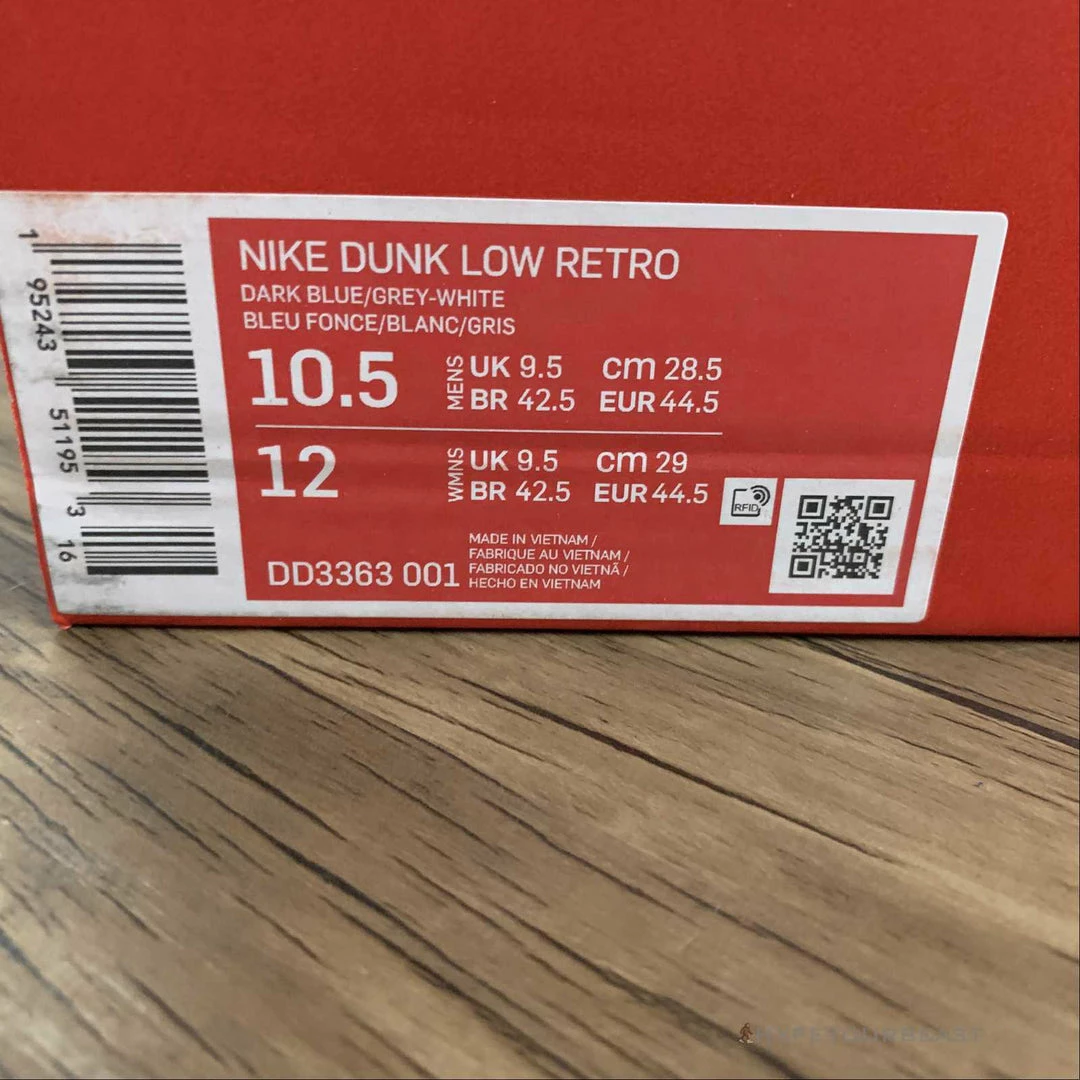 1
95243
51195
3
16
NIKE DUNK LOW RETRO
DARK BLUE/GREY-WHITE
BLEU FONCE/BLANC/GRIS
10.5
MENS
UK 9.5 cm 28.5
BR 42.5 EUR 44.5
12
WMNS
UK 9.5 cm 29
BR 42.5 EUR 44.5
RFID
MADE IN VIETNAM /
FABRIQUE AU VIETNAM /
FABRICADO NO VIETNÃ /
HECHO EN VIETNAM
DD3363 001